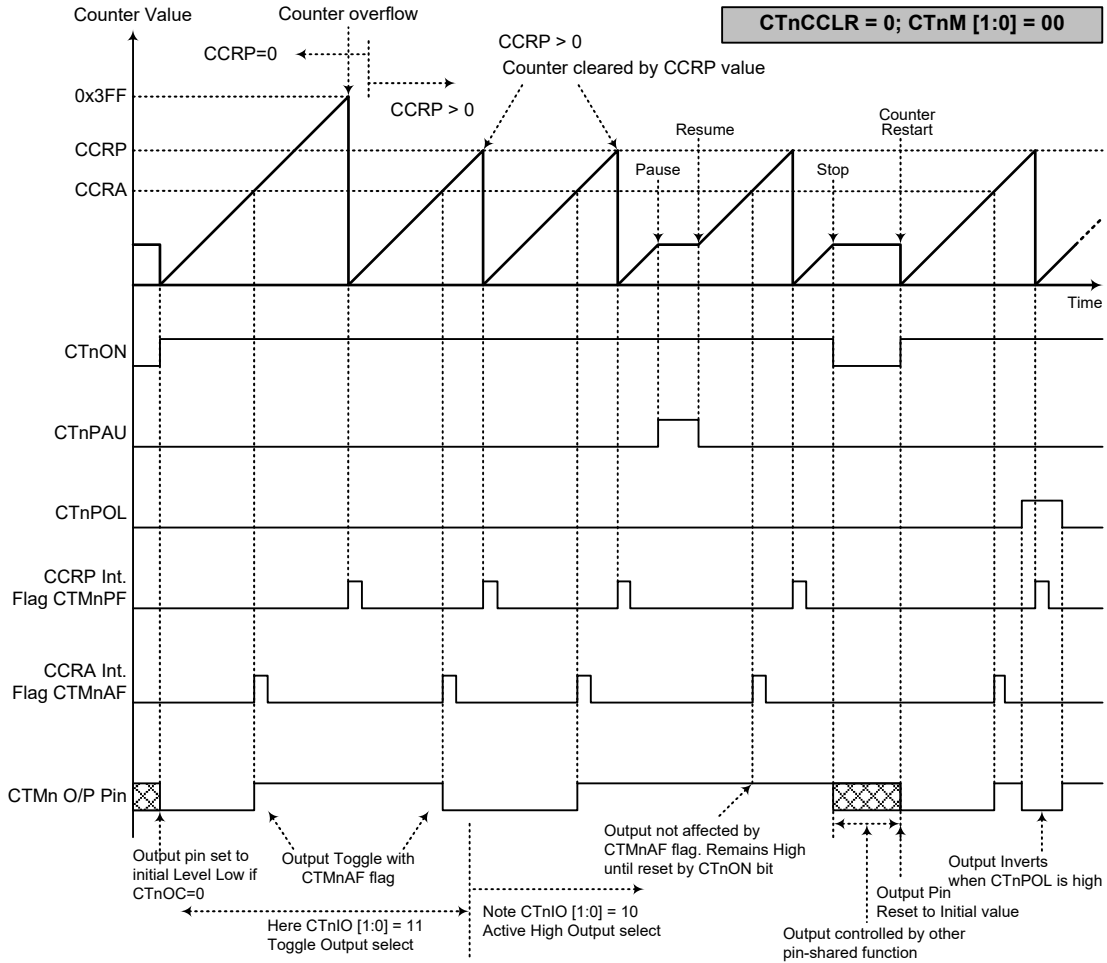 Counter Value
Counter overflow
CTnCCLR = 0; CTnM [1:0] = 00
CCRP=0
CCRP > 0
CCRP > 0
Counter cleared by CCRP value
0x3FF
CCRP
CCRA
Pause
Resume
Stop
Counter
Restart
Time
CTnON
CTnPAU
CTnPOL
CCRP Int.
Flag CTMnPF
CCRA Int.
Flag CTMnAF
CTMn O/P Pin
Output pin set to
initial Level Low if
CTnOC=0
Output Toggle with
CTMnAF flag
Output not affected by
CTMnAF flag. Remains High
until reset by CTnON bit
Output Inverts
when CTnPOL is high
Output Pin
Reset to Initial value
Here CTnIO [1:0] = 11
Toggle Output select
Note CTnIO [1:0] = 10
Active High Output select
Output controlled by other
pin-shared function